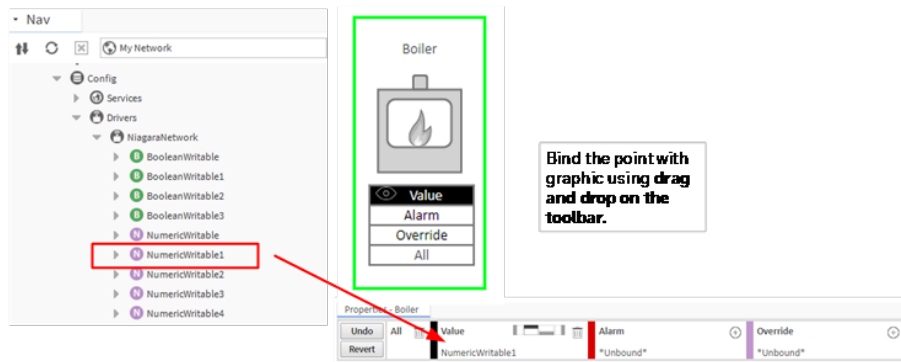 Nav
My Network
Config
Services
Drivers
NiagaraNetwork
BooleanWritable
BooleanWritable1
BooleanWritable2
BooleanWritable3
NumericWritable
NumericWritable1
NumericWritable2
NumericWritable3
NumericWritable4
Boiler
Value
Alarm
Override
All
Bind the point with
graphic using drag
and drop on the
toolbar.
Properties - Boiler
Undo All Value Alarm Override
Revert NumericWritable1 *Unbound* *Unbound*